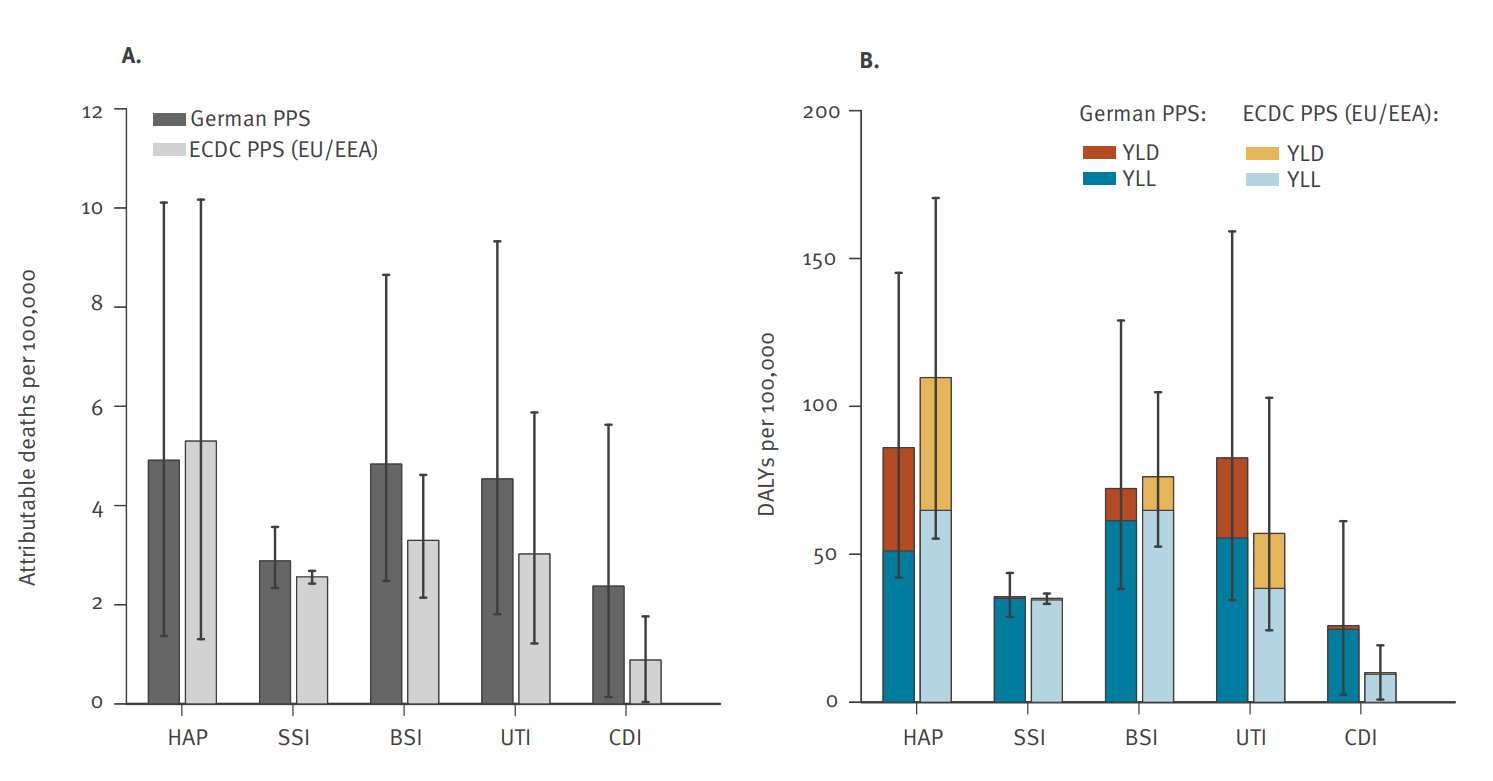 A.
12
10
8
6
4
2
0
Attributable deaths per 100,000
German PPS
ECDC PPS (EU/EEA)
HAP SSI BSI UTI CDI
B.
200
150
100
50
0
DALYs per 100,000
German PPS: ECDC PPS (EU/EEA):
YLD YLD
YLL YLL
HAP SSI BSI UTI CDI